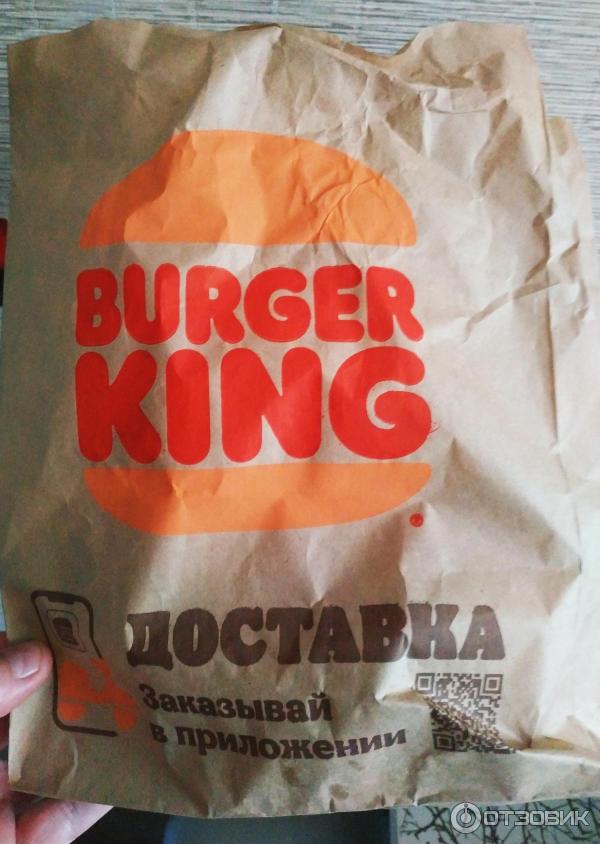 BURGER
KING
ДОСТАВКА
Заказывай
в приложении
ОТЗОВИК